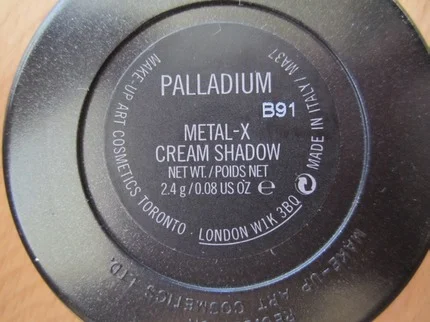 PALLADIUM
B91
METAL-X
CREAM SHADOW
NET WT. / POIDS NET
2.4 g / 0.08 US OZ ℮
MAKE-UP ART COSMETICS TORONTO · LONDON W1K 3BQ
MADE IN ITALY / MA37
MAKE-UP ART COSMETICS LTD.